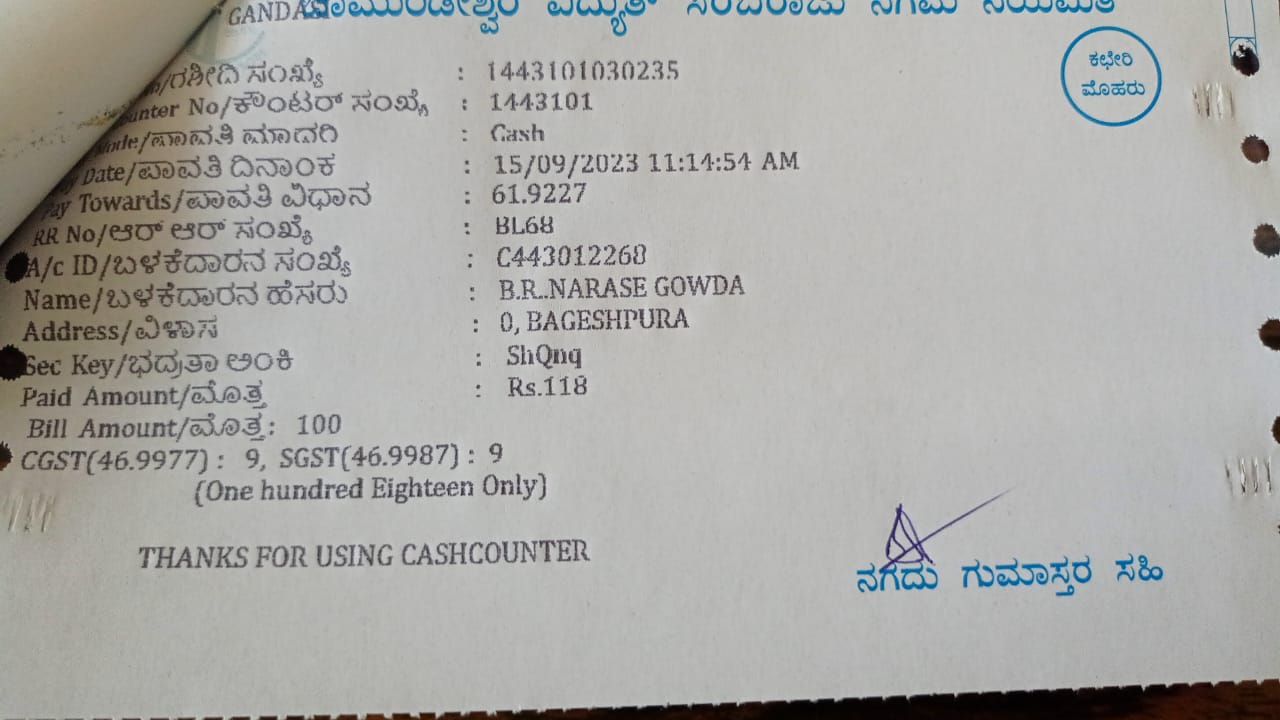 ಚಾಮುಂಡೇಶ್ವರಿ ವಿದ್ಯುತ್ ಸರಬರಾಜು ನಿಗಮ ನಿಯಮಿತ
ಕಛೇರಿ
ಮೊಹರು
/ರಶೀದಿ ಸಂಖ್ಯೆ : 1443101030235
unter No/ಕೌಂಟರ್ ಸಂಖ್ಯೆ : 1443101
Mode/ಪಾವತಿ ಮಾದರಿ : Cash
Date/ಪಾವತಿ ದಿನಾಂಕ : 15/09/2023 11:14:54 AM
Pay Towards/ಪಾವತಿ ವಿಧಾನ : 61.9227
RR No/ಆರ್ ಆರ್ ಸಂಖ್ಯೆ : BL68
A/c ID/ಬಳಕೆದಾರನ ಸಂಖ್ಯೆ : C443012268
Name/ಬಳಕೆದಾರನ ಹೆಸರು : B.R..NARASE GOWDA
Address/ವಿಳಾಸ : 0, BAGESHPURA
Sec Key/ಭದ್ರತಾ ಅಂಕಿ : ShQnq
Paid Amount/ಮೊತ್ತ : Rs.118
Bill Amount/ಮೊತ್ತ: 100
CGST(46.9977) : 9, SGST(46.9987) : 9
(One hundred Eighteen Only)
THANKS FOR USING CASHCOUNTER
ನಗದು ಗುಮಾಸ್ತರ ಸಹಿ